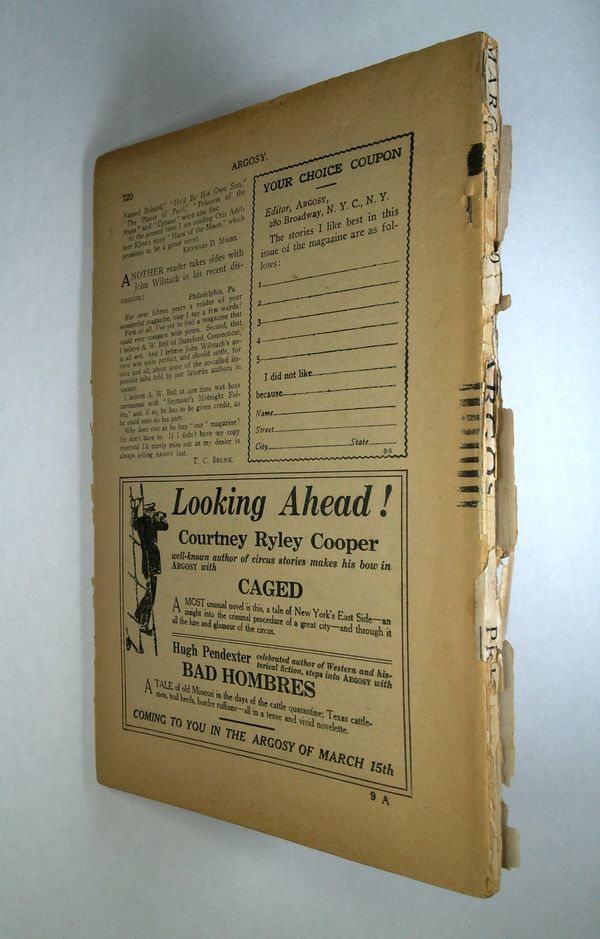 720
ARGOSY.
Named Robard," "He'd Be His Own Son,"
"The Planet of Peril," "Princess of the
Atom" and "Cyrano" were also fine.
At the present time I am reading Otis Adel-
bert Kline's story "Maza of the Moon," which
promises to be a great novel.
KENNARD D. MOORE.
ANOTHER reader takes sides with
John Wilstach in his recent dis-
cussion:
Philadelphia, Pa.
For over fifteen years a reader of your
wonderful magazine, may I say a few words?
First of all, I've yet to find a magazine that
could ever compare with yours. Second, that
I believe A. W. Bell of Stamford, Connecticut,
is all wet. And I believe John Wilstach's an-
swer was quite perfect, and should settle, for
once and all, about some of the so-called im-
possible tales told by our favorite authors in
ARGOSY.
I believe A. W. Bell at one time was boss
canvasman with "Seymour's Midnight Fol-
lies," and, if so, he has to be given credit, as
he could sure do his part.
Why does one as buy "our" magazine?
He don't have to. If I didn't have my copy
reserved I'd surely miss out as my dealer is
always selling ARGOSY fast.
T. C. BRUNK.
YOUR CHOICE COUPON
Editor, ARGOSY,
280 Broadway, N. Y. C., N. Y.
The stories I like best in this
issue of the magazine are as fol-
lows:
1
2
3
4
5
I did not like
because
Name
Street
City State
8-8
Looking Ahead!
Courtney Ryley Cooper
well-known author of circus stories makes his bow in
ARGOSY with
CAGED
A MOST unusual novel is this, a tale of New York's East Side—an
insight into the criminal procedure of a great city—and through it
all the lure and glamour of the circus.
Hugh Pendexter celebrated author of Western and his-
torical fiction, steps into ARGOSY with
BAD HOMBRES
A TALE of old Missouri in the days of the cattle quarantine; Texas cattle-
men, trail herds, border ruffians—all in a tense and vivid novelette.
COMING TO YOU IN THE ARGOSY OF MARCH 15th
9 A
MAR
ARGOSY